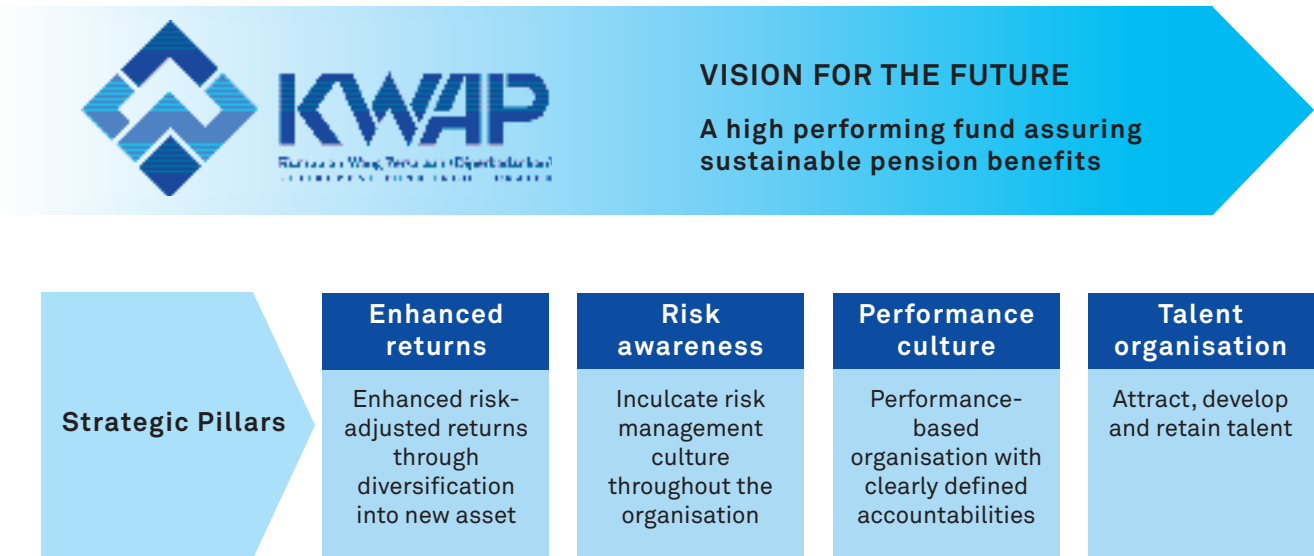 KWAP
VISION FOR THE FUTURE
A high performing fund assuring
sustainable pension benefits
Strategic Pillars
Enhanced
returns
Enhanced risk-
adjusted returns
through
diversification
into new asset
Risk
awareness
Inculcate risk
management
culture
throughout the
organisation
Performance
culture
Performance-
based
organisation with
clearly defined
accountabilities
Talent
organisation
Attract, develop
and retain talent